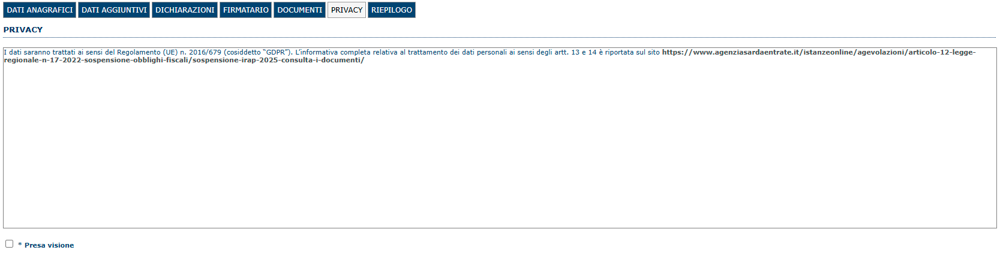 DATI ANAGRAFICI DATI AGGIUNTIVI DICHIARAZIONI FIRMATARIO DOCUMENTI PRIVACY RIEPILOGO
PRIVACY
I dati saranno trattati ai sensi del Regolamento (UE) n. 2016/679 (cosiddetto “GDPR”). L’informativa completa relativa al trattamento dei dati personali ai sensi degli artt. 13 e 14 è riportata sul sito https://www.agenziasardaentrate.it/istanzeonline/agevolazioni/articolo-12-legge-
regionale-n-17-2022-sospensione-obblighi-fiscali/sospensione-irap-2025-consulta-i-documenti/
* Presa visione